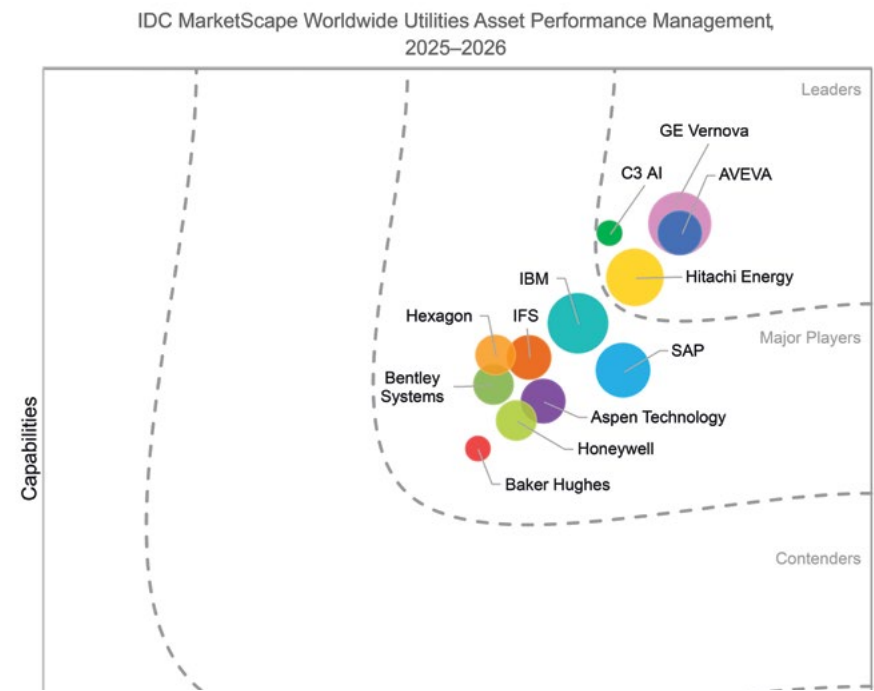 IDC MarketScape Worldwide Utilities Asset Performance Management,
2025–2026
Leaders
GE Vernova
C3 AI
AVEVA
IBM
Hitachi Energy
Hexagon
IFS
Major Players
SAP
Bentley
Systems
Capabilities
Aspen Technology
Honeywell
Baker Hughes
Contenders